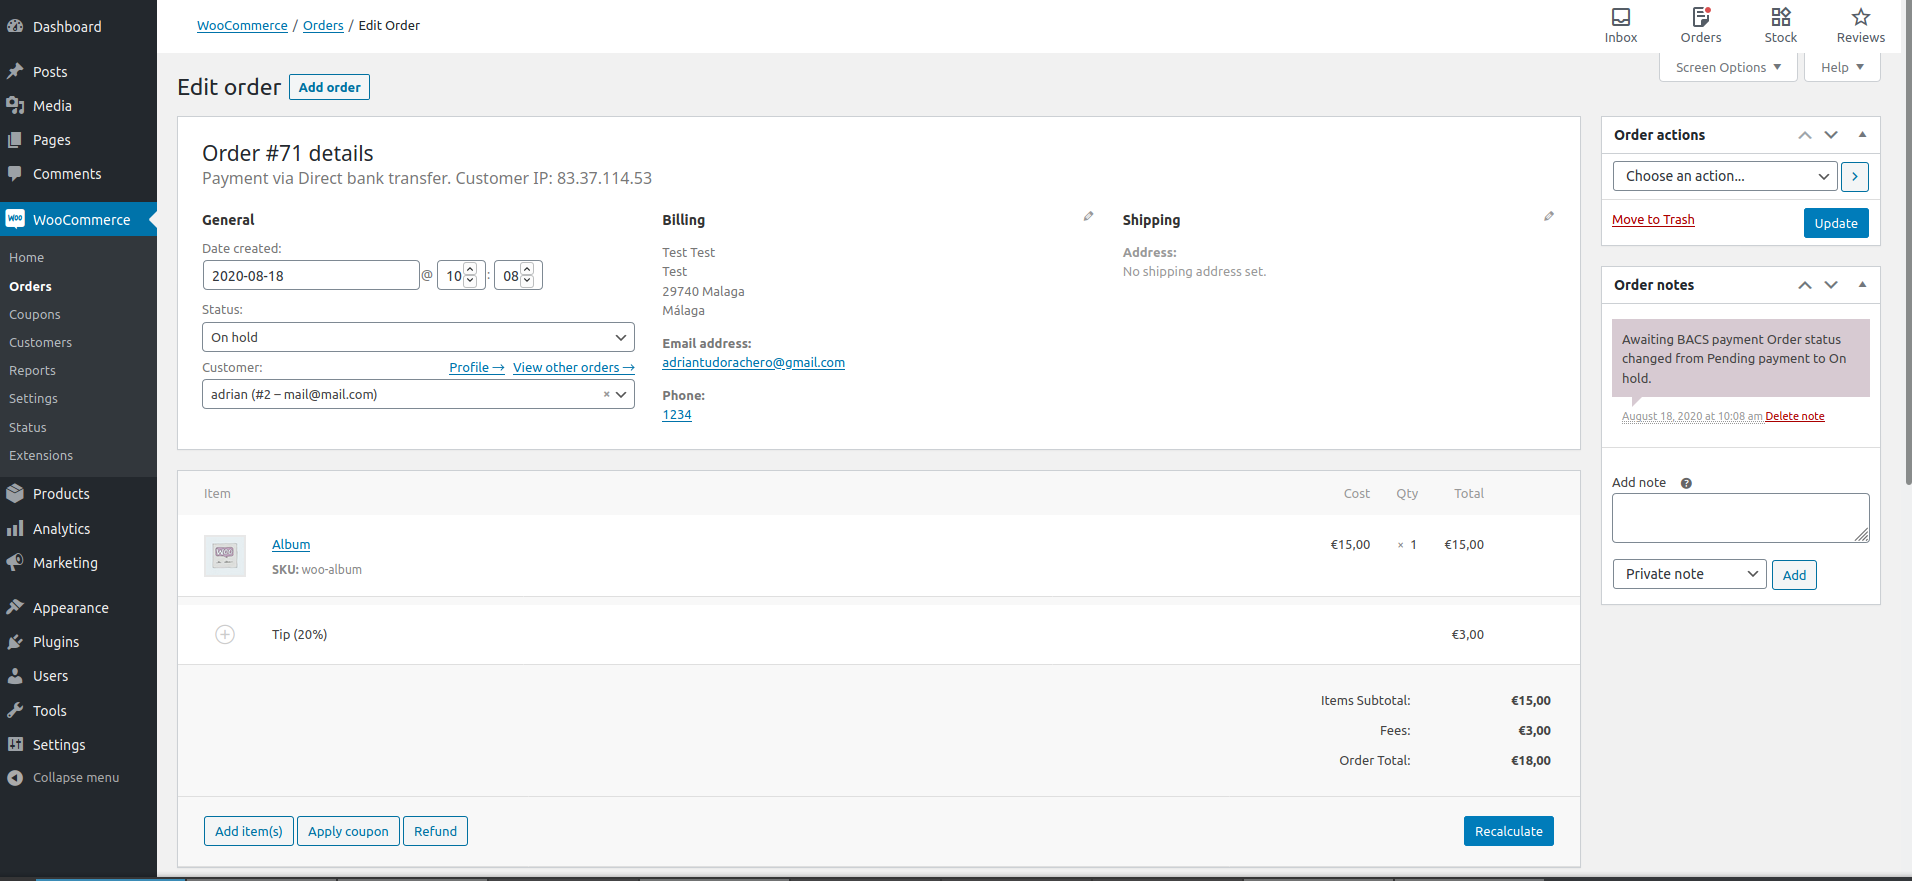 Dashboard
Posts
Media
Pages
Comments
WooCommerce
Home
Orders
Coupons
Customers
Reports
Settings
Status
Extensions
Products
Analytics
Marketing
Appearance
Plugins
Users
Tools
Settings
Collapse menu
WooCommerce / Orders / Edit Order
Inbox
Orders
Stock
Reviews
Screen Options
Help
Edit order
Add order
Order #71 details
Payment via Direct bank transfer. Customer IP: 83.37.114.53
General
Date created:
2020-08-18 @ 10 : 08
Status:
On hold
Customer: Profile → View other orders →
adrian (#2 – mail@mail.com) ×
Billing
Test Test
Test
29740 Malaga
Málaga
Email address:
adriantudorachero@gmail.com
Phone:
1234
Shipping
Address:
No shipping address set.
Item Cost Qty Total
Album €15,00 × 1 €15,00
SKU: woo-album
Tip (20%) €3,00
Items Subtotal: €15,00
Fees: €3,00
Order Total: €18,00
Add item(s)
Apply coupon
Refund
Recalculate
Order actions
Choose an action...
Move to Trash
Update
Order notes
Awaiting BACS payment Order status
changed from Pending payment to On
hold.
August 18, 2020 at 10:08 am Delete note
Add note ?
Private note
Add